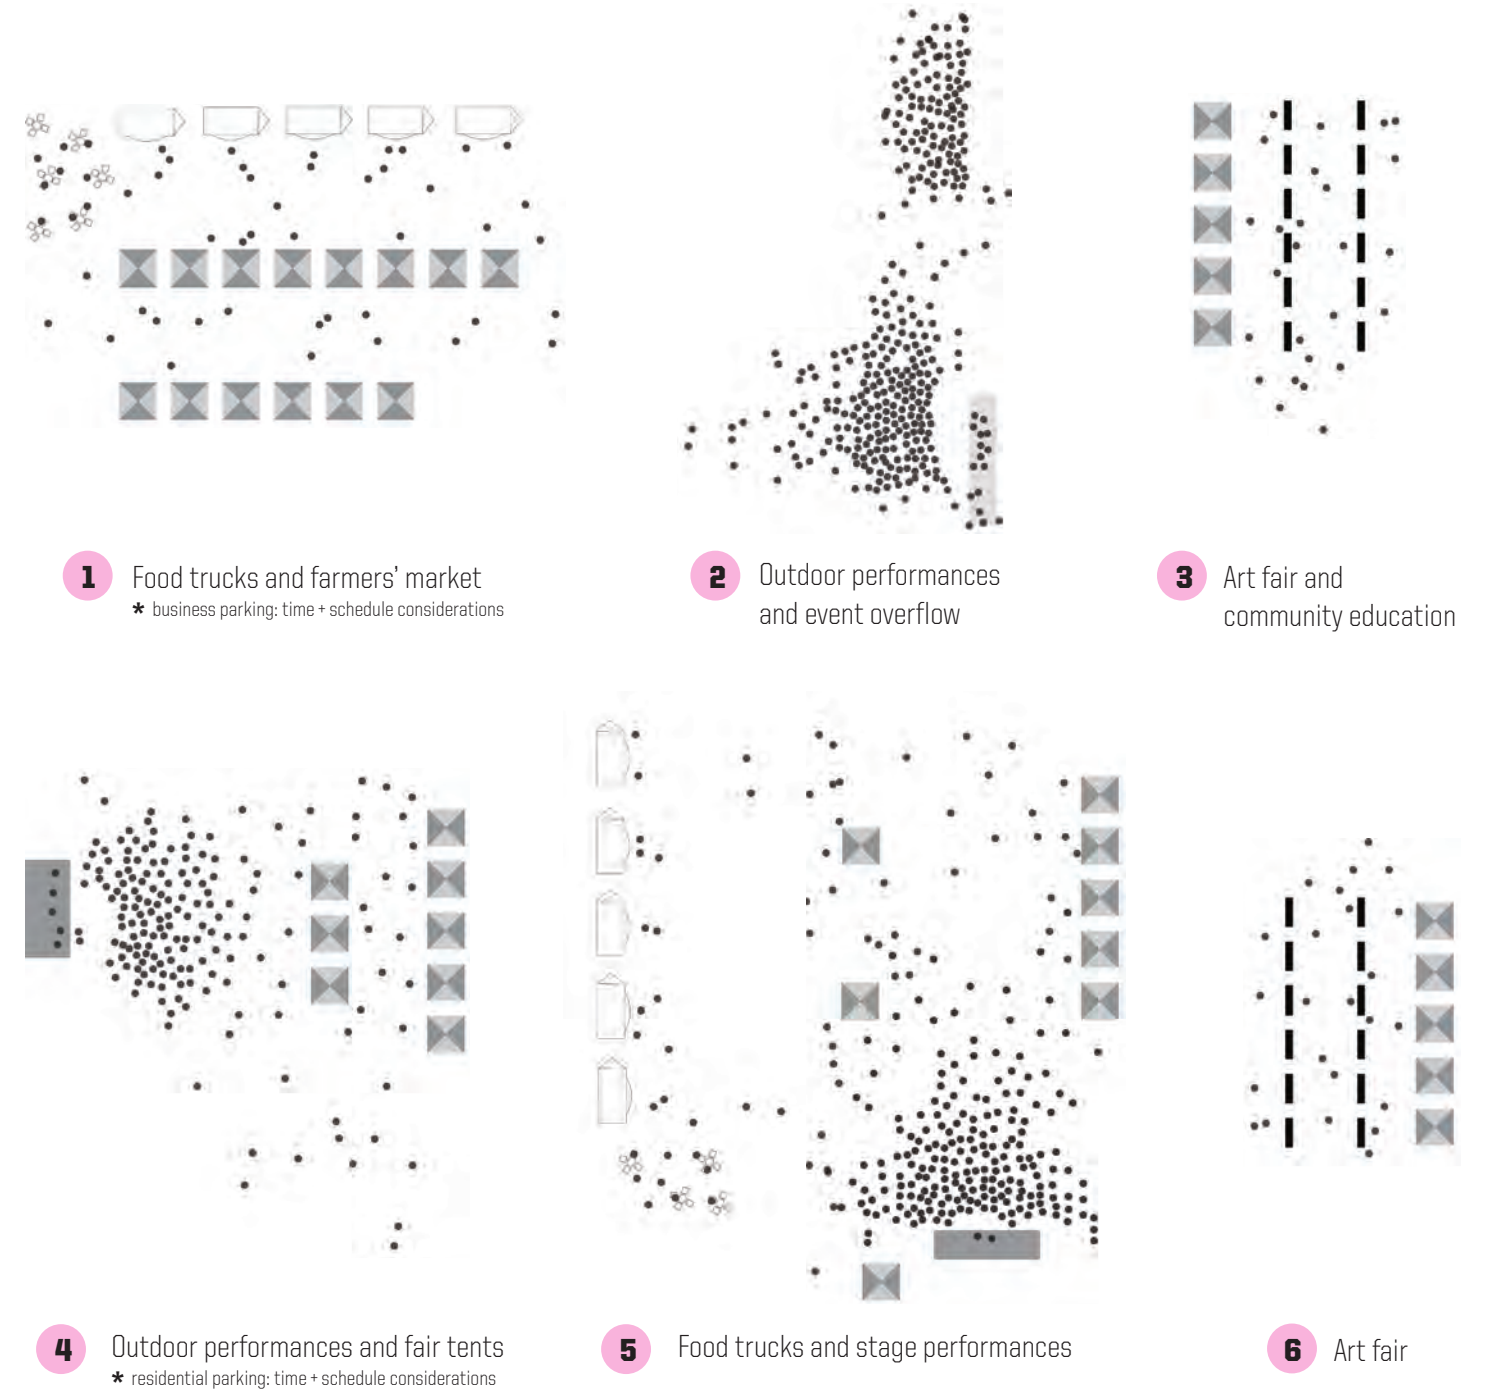 1 Food trucks and farmers’ market
* business parking: time + schedule considerations
2 Outdoor performances
and event overflow
3 Art fair and
community education
4 Outdoor performances and fair tents
* residential parking: time + schedule considerations
5 Food trucks and stage performances
6 Art fair